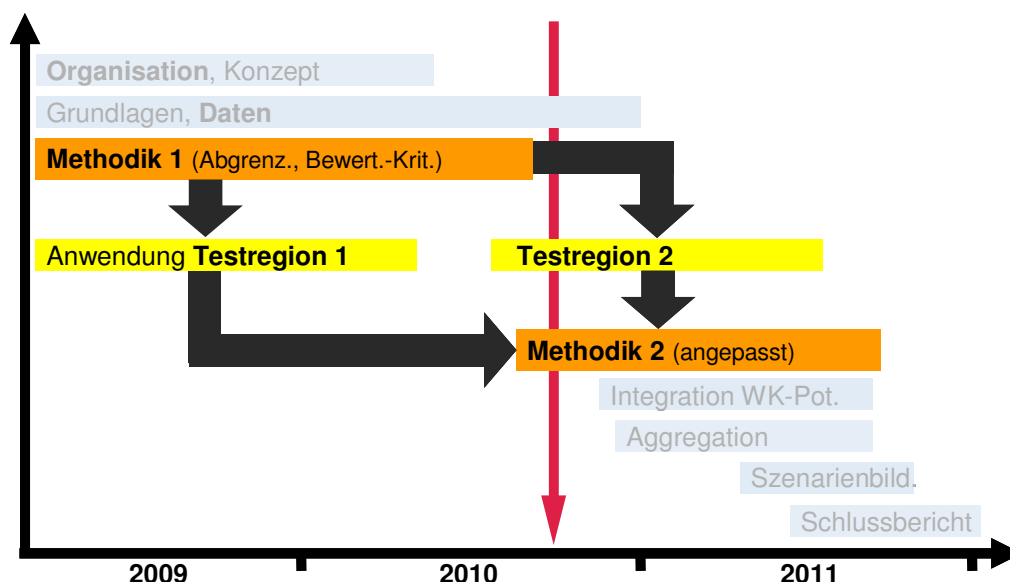 Organisation, Konzept
Grundlagen, Daten
Methodik 1 (Abgrenz., Bewert.-Krit.)
Anwendung Testregion 1
Testregion 2
Methodik 2 (angepasst)
Integration WK-Pot.
Aggregation
Szenarienbild.
Schlussbericht
2009 2010 2011